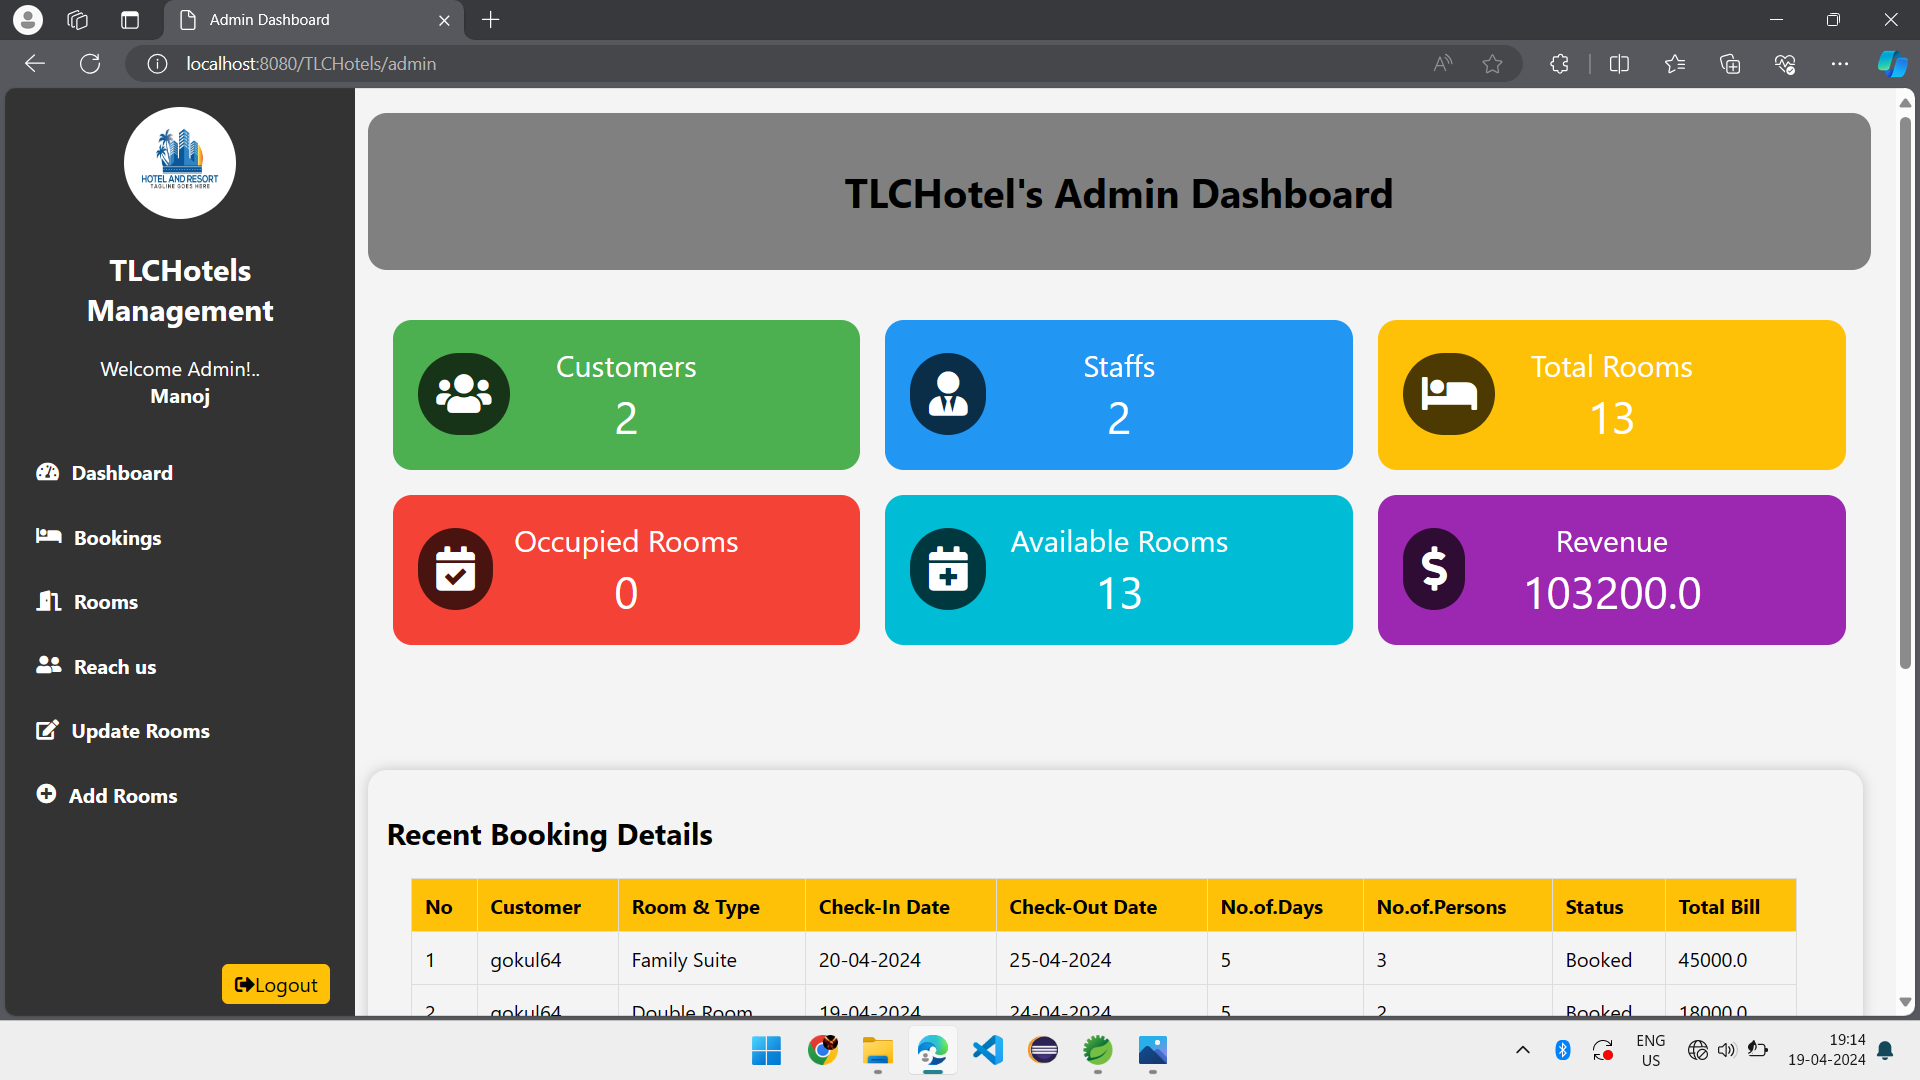 Admin Dashboard
localhost:8080/TLCHotels/admin
HOTEL AND RESORT
TAGLINE GOES HERE
TLCHotels
Management
Welcome Admin!..
Manoj
Dashboard
Bookings
Rooms
Reach us
Update Rooms
Add Rooms
Logout
TLCHotel's Admin Dashboard
Customers
2
Staffs
2
Total Rooms
13
Occupied Rooms
0
Available Rooms
13
Revenue
103200.0
Recent Booking Details
No Customer Room & Type Check-In Date Check-Out Date No.of.Days No.of.Persons Status Total Bill
1 gokul64 Family Suite 20-04-2024 25-04-2024 5 3 Booked 45000.0
2 gokul64 Double Room 19-04-2024 24-04-2024 5 2 Booked 18000.0
ENG
US
19:14
19-04-2024